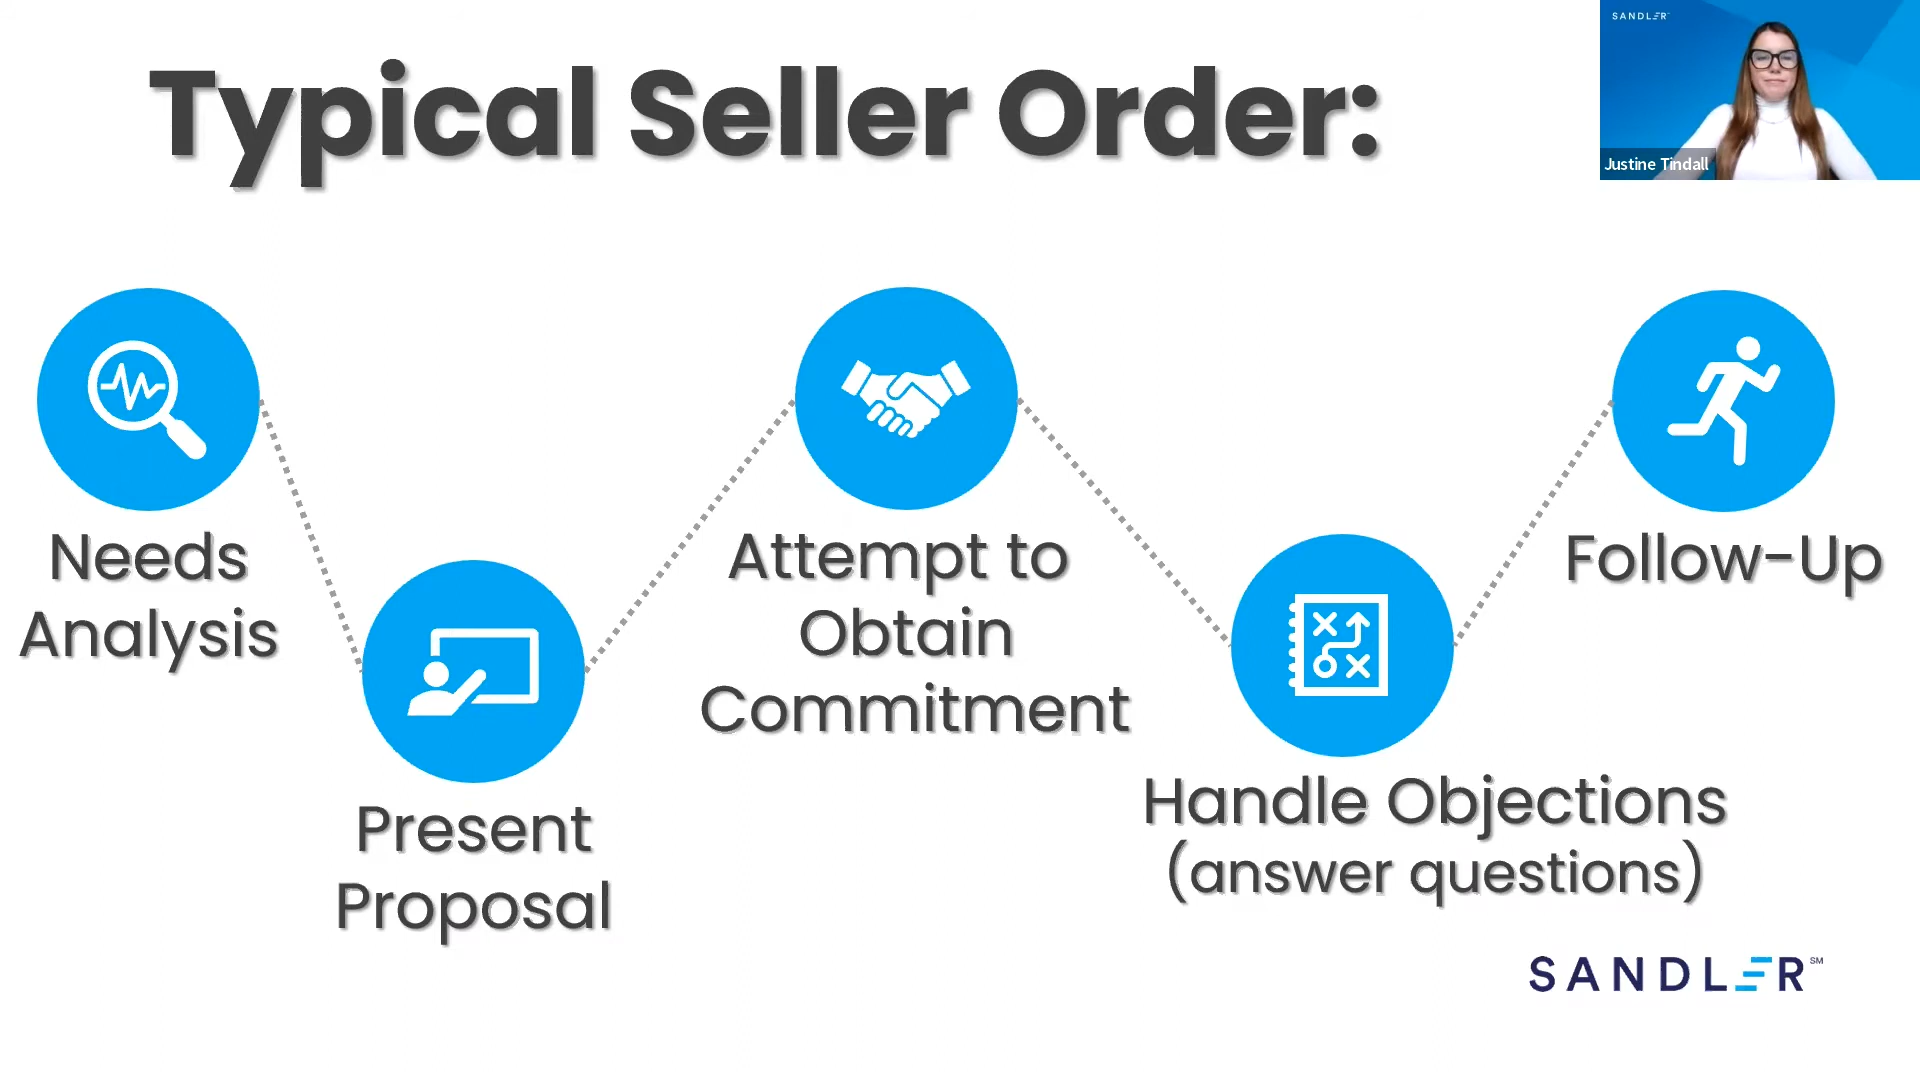 SANDLER
Typical Seller Order:
Justine Tindall
Needs
Analysis
Present
Proposal
Attempt to
Obtain
Commitment
Handle Objections
(answer questions)
Follow-Up
SANDLER℠